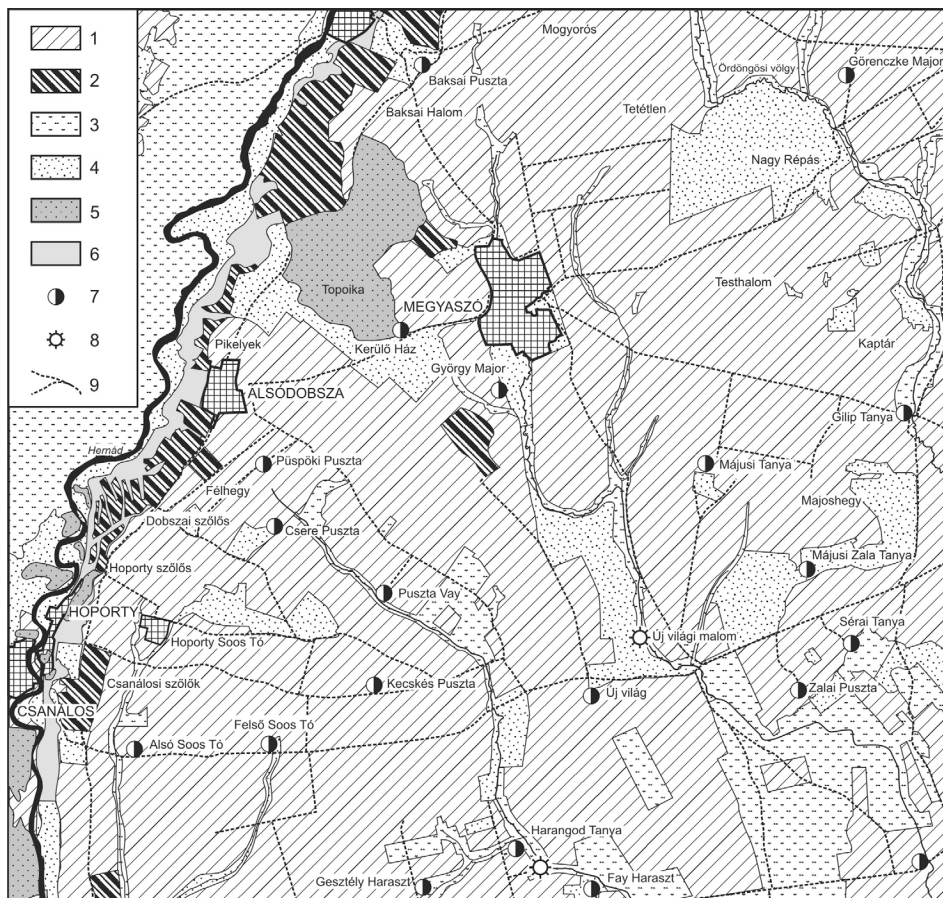 1
2
3
4
5
6
7
8
9
Mogyorós
Baksai Puszta
Ördöngösi völgy
Görenczke Major
Baksai Halom
Tetétlen
Nagy Répás
Topoika
MEGYASZÓ
Testhalom
Pikelyek
Kerülő Ház
Kaptár
György Major
ALSÓDOBSZA
Gilip Tanya
Hernád
Püspöki Puszta
Májusi Tanya
Félhegy
Majoshegy
Dobszai szőlős
Csere Puszta
Májusi Zala Tanya
Hoporty szőlős
Puszta Vay
HOPORTY
Sérai Tanya
Hoporty Soos Tó
Új világi malom
Csanálosi szőlők
Kecskés Puszta
Új világ
Zalai Puszta
CSANÁLOS
Felső Soos Tó
Alsó Soos Tó
Harangod Tanya
Gesztély Haraszt
Fay Haraszt